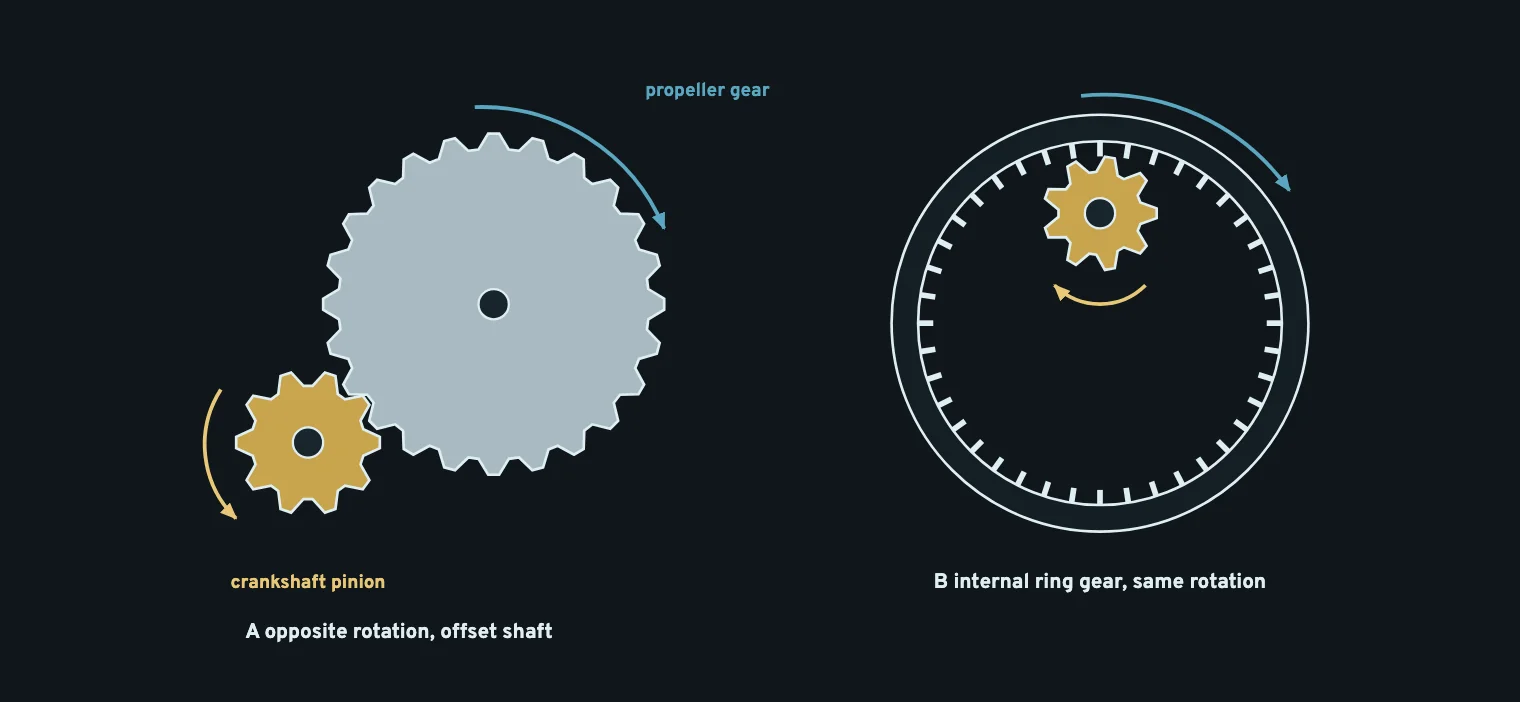 propeller gear
crankshaft pinion
A opposite rotation, offset shaft
B internal ring gear, same rotation